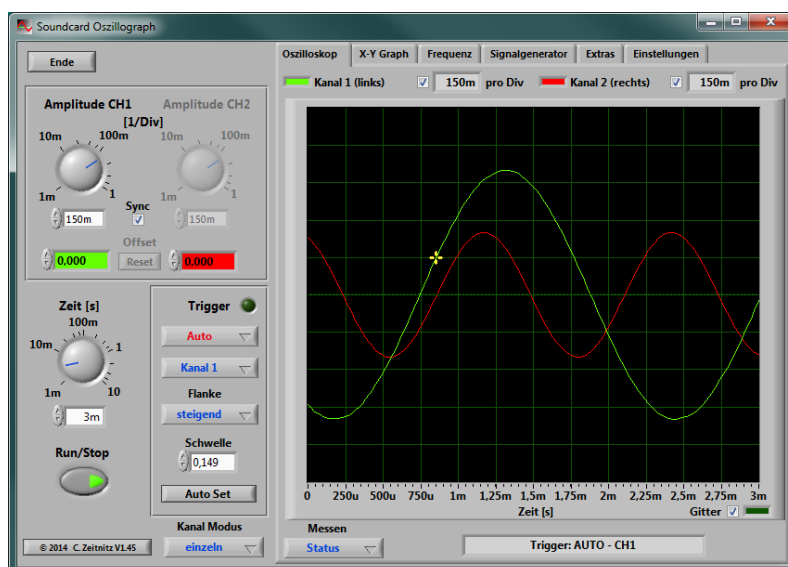 Soundcard Oszillograph
Ende
Oszilloskop X-Y Graph Frequenz Signalgenerator Extras Einstellungen
Kanal 1 (links) 150m pro Div Kanal 2 (rechts) 150m pro Div
Amplitude CH1 Amplitude CH2
[1/Div]
10m 100m 10m 100m
1m 1 1m 1
Sync
150m 150m
Offset
0,000 Reset 0,000
Zeit [s]
100m
10m 1
1m 10
3m
Run/Stop
Trigger
Auto
Kanal 1
Flanke
steigend
Schwelle
0,149
Auto Set
Kanal Modus
einzeln
© 2014 C. Zeitnitz V1.45
0 250u 500u 750u 1m 1,25m 1,5m 1,75m 2m 2,25m 2,5m 2,75m 3m
Zeit [s]
Gitter
Messen
Status
Trigger: AUTO - CH1